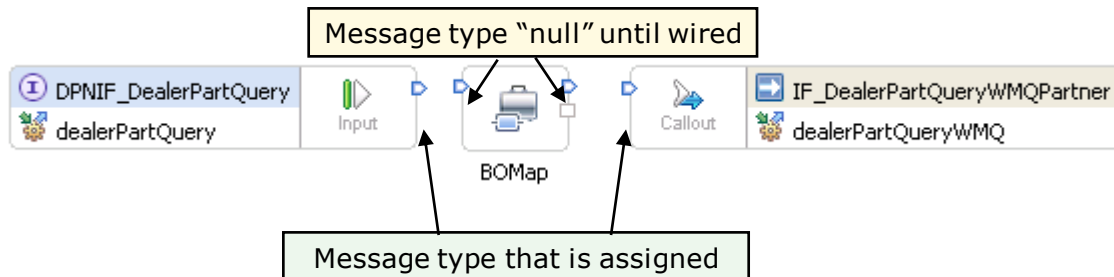 Message type “null” until wired
DPNIF_DealerPartQuery
dealerPartQuery
Input
BOMap
Callout
IF_DealerPartQueryWMQPartner
dealerPartQueryWMQ
Message type that is assigned